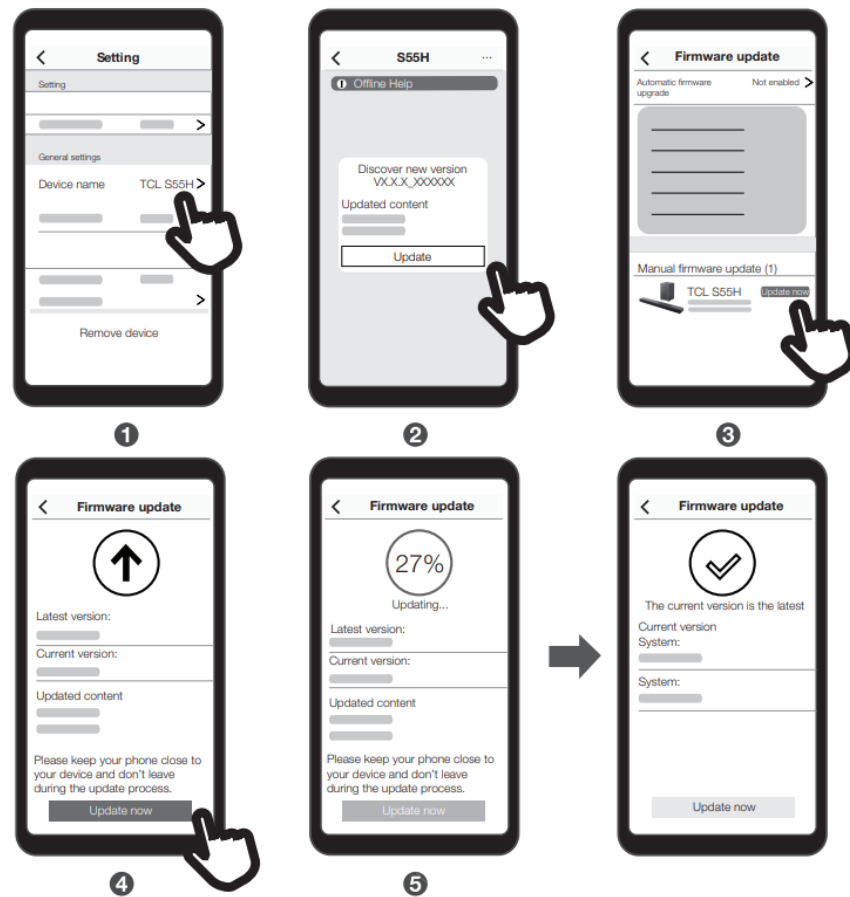 Setting
Setting
General settings
Device name TCL S55H
Remove device
1
S55H ...
Offline Help
Discover new version
VX.X.X_XXXXXX
Updated content
Update
2
Firmware update
Automatic firmware
upgrade
Not enabled
Manual firmware update (1)
TCL S55H Update now
3
Firmware update
Latest version:
Current version:
Updated content
Please keep your phone close to
your device and don't leave
during the update process.
Update now
4
Firmware update
27%
Updating...
Latest version:
Current version:
Updated content
Please keep your phone close to
your device and don't leave
during the update process.
Update now
5
Firmware update
The current version is the latest
Current version
System:
System:
Update now